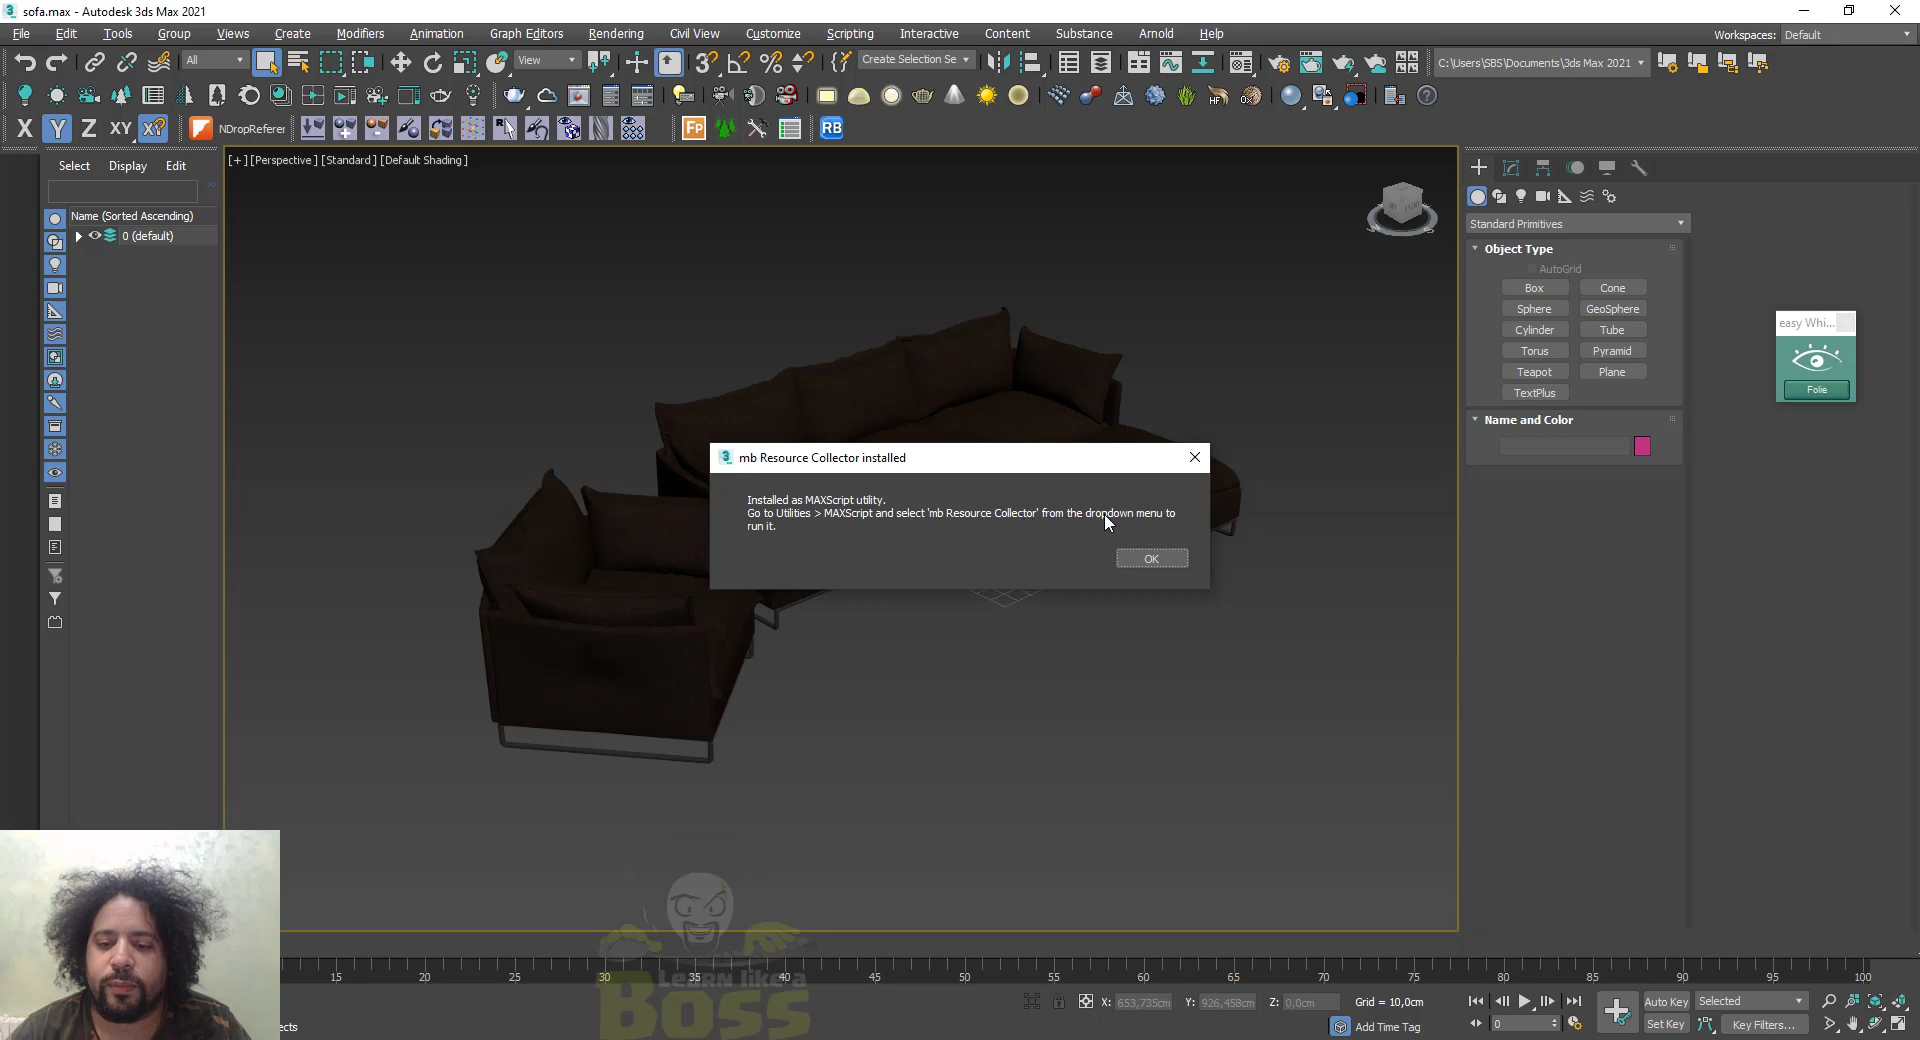 sofa.max - Autodesk 3ds Max 2021
File Edit Tools Group Views Create Modifiers Animation Graph Editors Rendering Civil View Customize Scripting Interactive Content Substance Arnold Help
Workspaces: Default
All
View
Create Selection Se
C:\Users\SBS\Documents\3ds Max 2021
X Y Z XY
NDropReferer
Fp
RB
Select Display Edit
Name (Sorted Ascending)
0 (default)
[+] [Perspective] [Standard] [Default Shading]
Standard Primitives
Object Type
AutoGrid
Box Cone
Sphere GeoSphere
Cylinder Tube
Torus Pyramid
Teapot Plane
TextPlus
Name and Color
easy Whi...
Folie
mb Resource Collector installed
Installed as MAXScript utility.
Go to Utilities > MAXScript and select 'mb Resource Collector' from the dropdown menu to
run it.
OK
Learn like a
BOSS
15 20 25 30 35 40 45 50 55 60 65 70 75 80 85 90 95 100
X: 653,735cm Y: 926,458cm Z: 0,0cm Grid = 10,0cm
Add Time Tag
0
Auto Key Selected
Set Key Key Filters...
ects